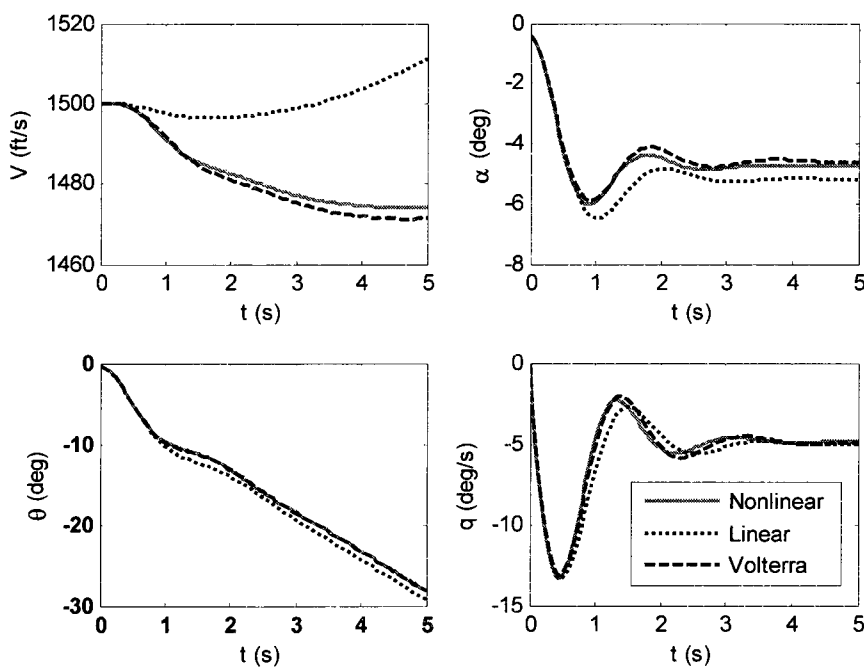 1520
1500
1480
1460
V (ft/s)
0 1 2 3 4 5
t (s)
0
-2
-4
-6
-8
α (deg)
0 1 2 3 4 5
t (s)
0
-10
-20
-30
θ (deg)
0 1 2 3 4 5
t (s)
0
-5
-10
-15
q (deg/s)
Nonlinear
Linear
Volterra
0 1 2 3 4 5
t (s)